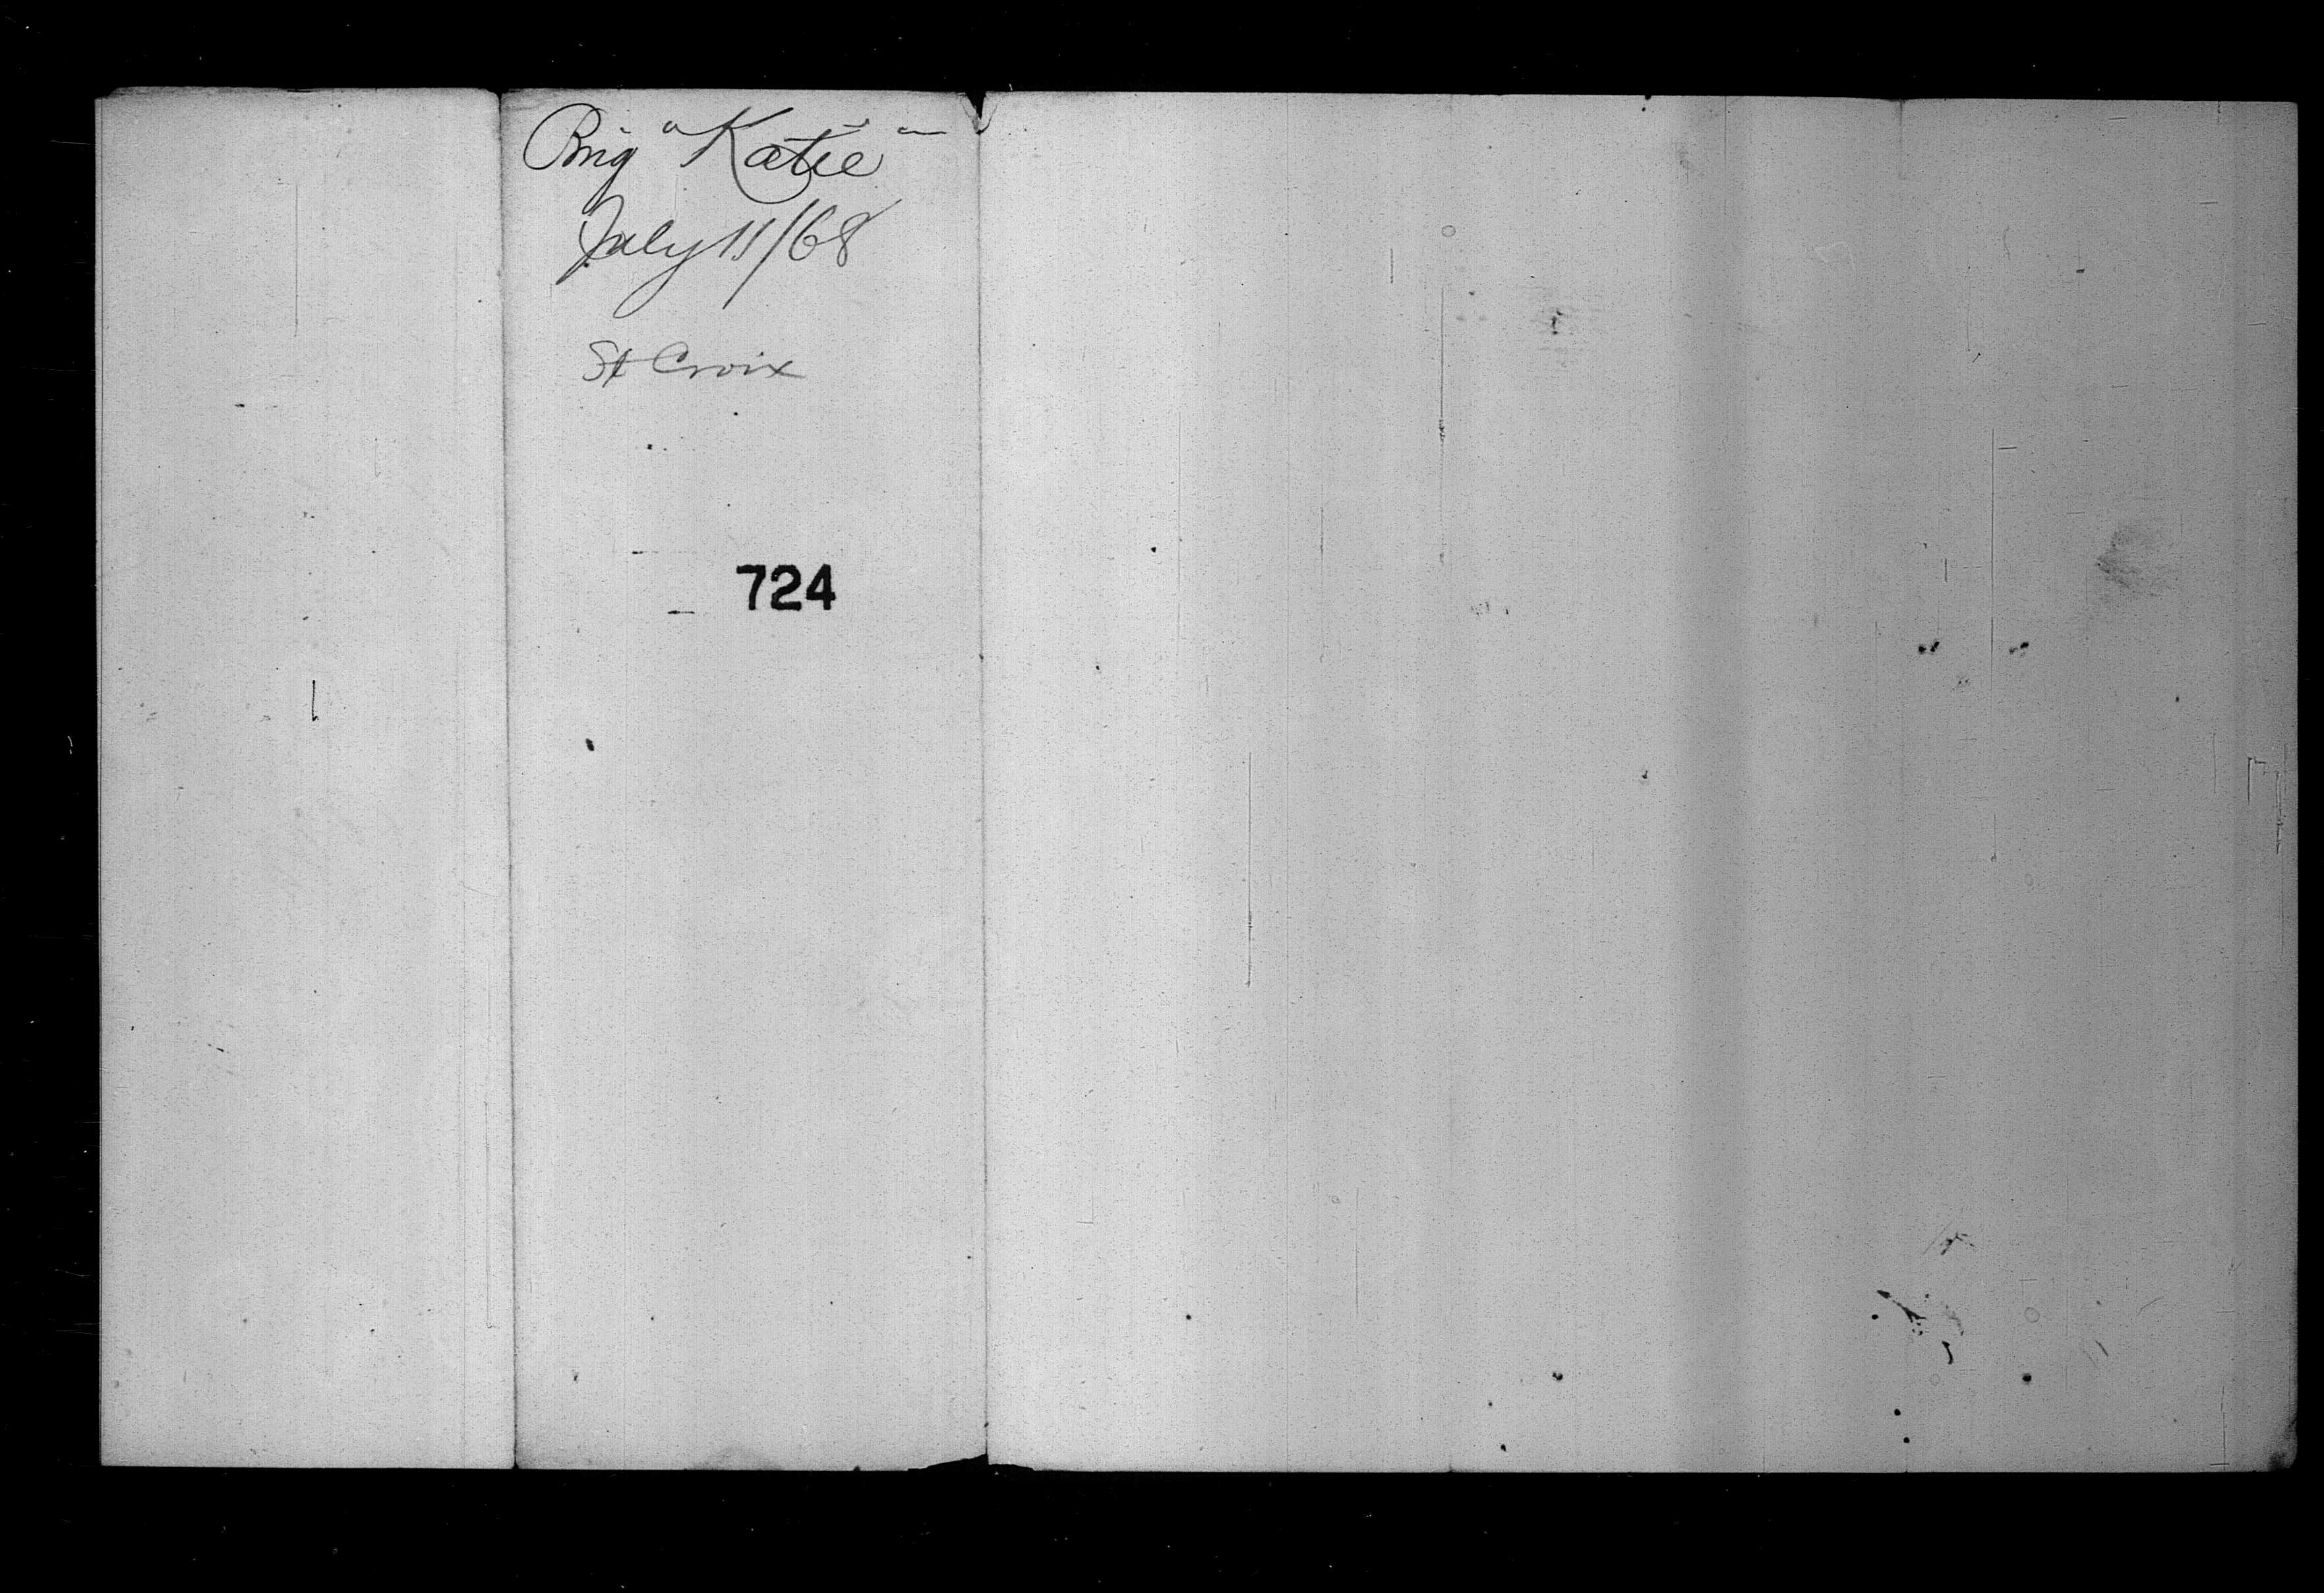 Brig "Katie"
July 11/68
St Croix
724